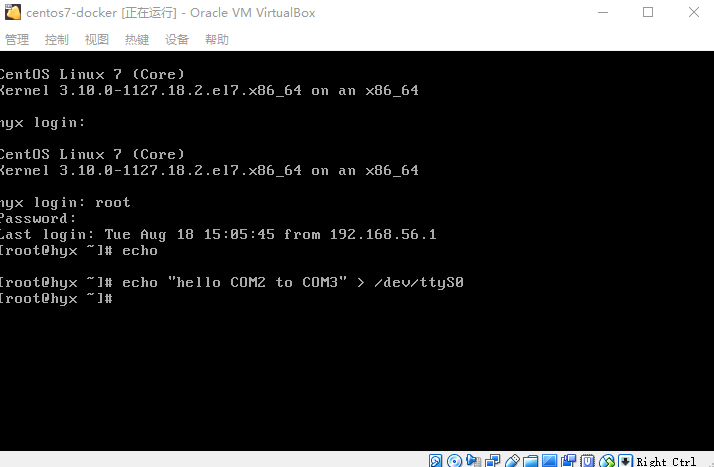 centos7-docker [正在运行] - Oracle VM VirtualBox
管理 控制 视图 热键 设备 帮助
CentOS Linux 7 (Core)
Kernel 3.10.0-1127.18.2.el7.x86_64 on an x86_64
hyx login:
CentOS Linux 7 (Core)
Kernel 3.10.0-1127.18.2.el7.x86_64 on an x86_64
hyx login: root
Password:
Last login: Tue Aug 18 15:05:45 from 192.168.56.1
[root@hyx ~]# echo
[root@hyx ~]# echo "hello COM2 to COM3" > /dev/ttyS0
[root@hyx ~]#
Right Ctrl